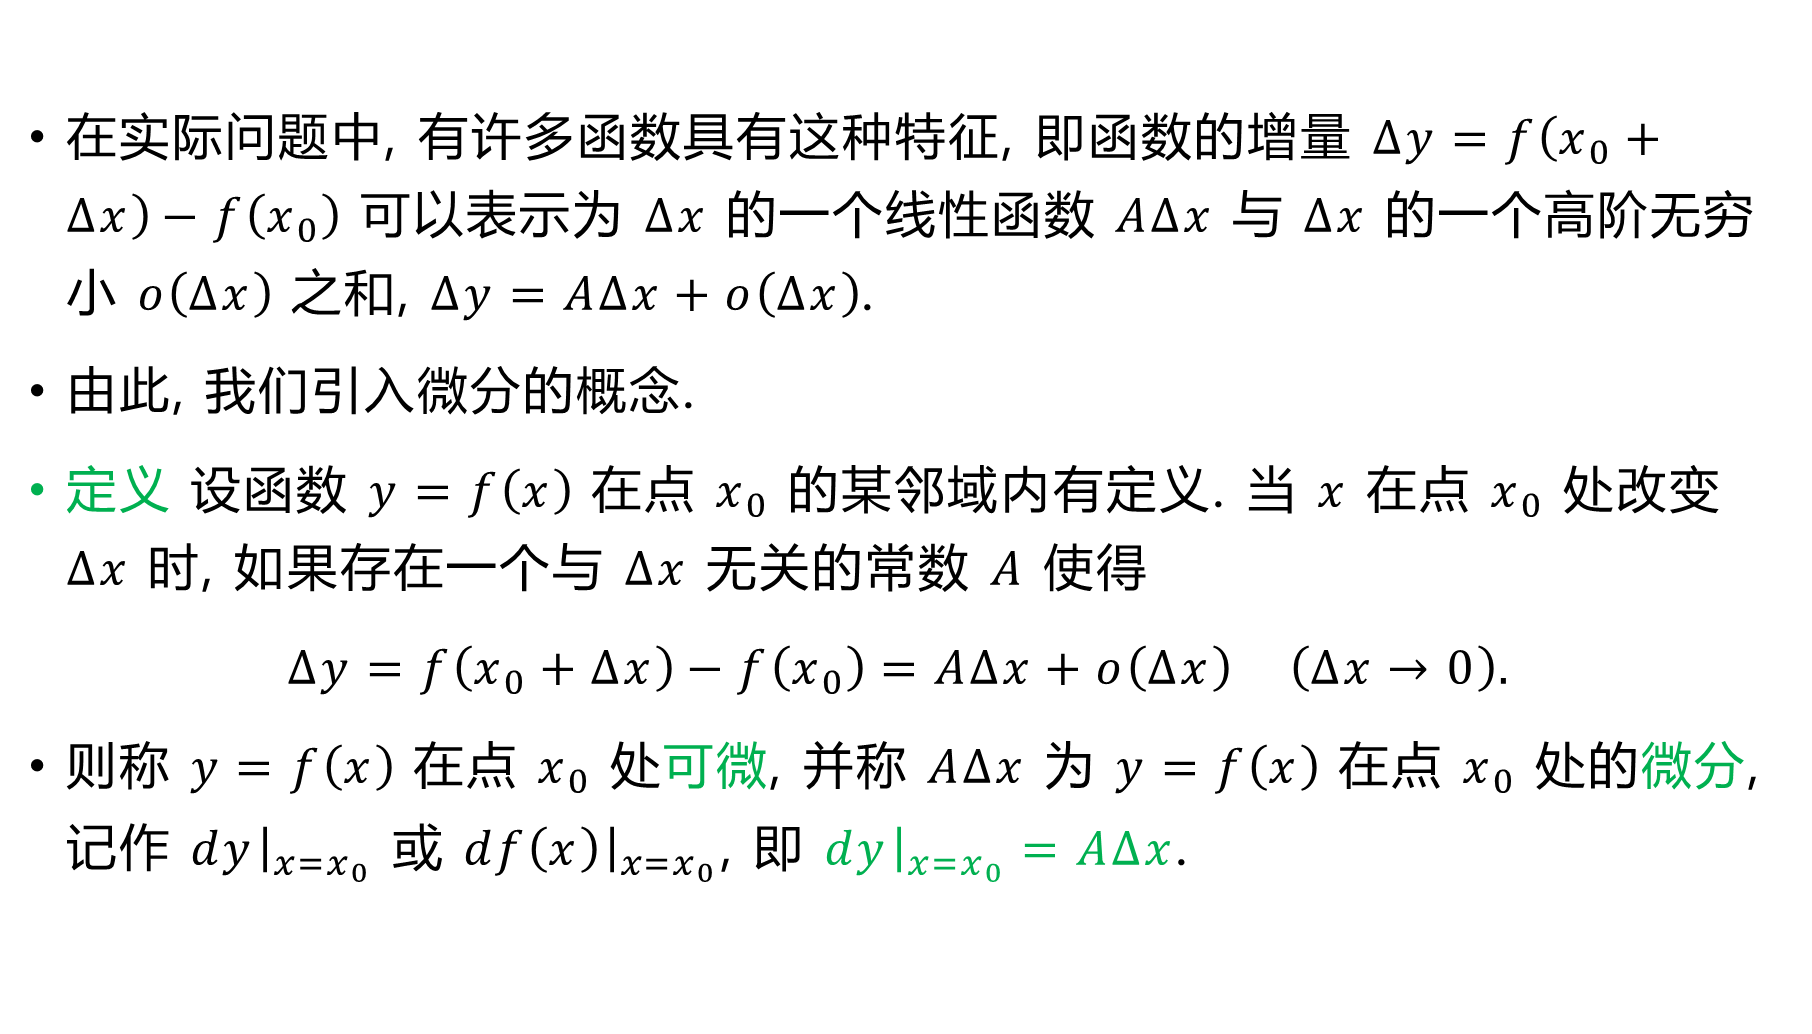 • 在实际问题中, 有许多函数具有这种特征, 即函数的增量 Δy = f(x₀ +
Δx) − f(x₀) 可以表示为 Δx 的一个线性函数 AΔx 与 Δx 的一个高阶无穷
小 o(Δx) 之和, Δy = AΔx + o(Δx).
• 由此, 我们引入微分的概念.
• 定义 设函数 y = f(x) 在点 x₀ 的某邻域内有定义. 当 x 在点 x₀ 处改变
Δx 时, 如果存在一个与 Δx 无关的常数 A 使得
Δy = f(x₀ + Δx) − f(x₀) = AΔx + o(Δx) (Δx → 0).
• 则称 y = f(x) 在点 x₀ 处可微, 并称 AΔx 为 y = f(x) 在点 x₀ 处的微分,
记作 dy|ₓ₌ₓ₀ 或 df(x)|ₓ₌ₓ₀, 即 dy|ₓ₌ₓ₀ = AΔx.